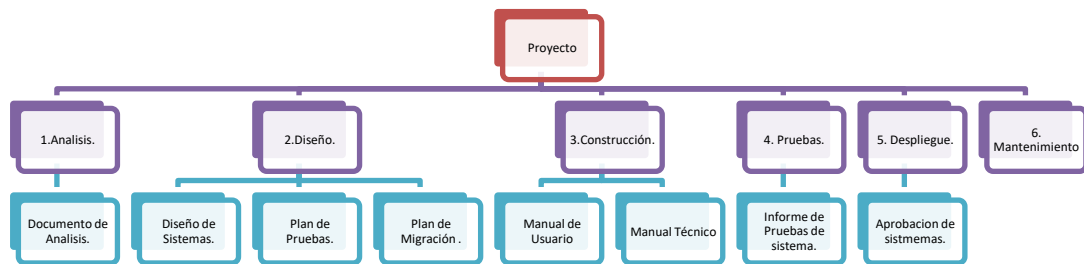 Proyecto
1.Analisis.
2.Diseño.
3.Construcción.
4. Pruebas.
5. Despliegue.
6.
Mantenimiento
Documento de
Analisis.
Diseño de
Sistemas.
Plan de
Pruebas.
Plan de
Migración .
Manual de
Usuario
Manual Técnico
Informe de
Pruebas de
sistema.
Aprobacion de
sistmemas.